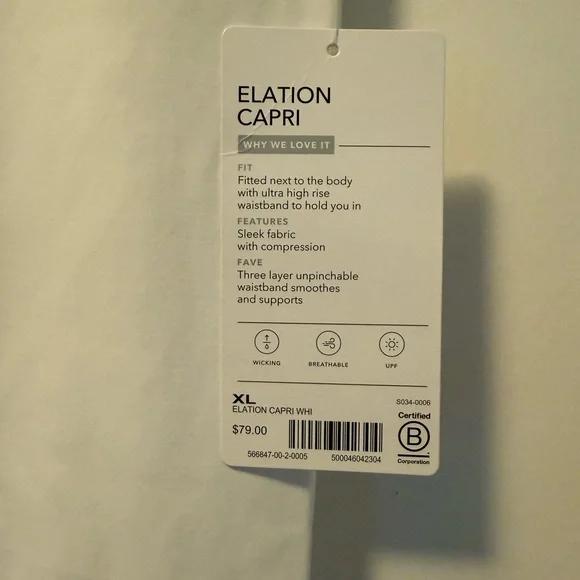 ELATION
CAPRI
WHY WE LOVE IT
FIT
Fitted next to the body
with ultra high rise
waistband to hold you in
FEATURES
Sleek fabric
with compression
FAVE
Three layer unpinchable
waistband smoothes
and supports
WICKING BREATHABLE UPF
XL S034-0006
ELATION CAPRI WHI
$79.00
Certified
B
Corporation
566847-00-2-0005 500046042304